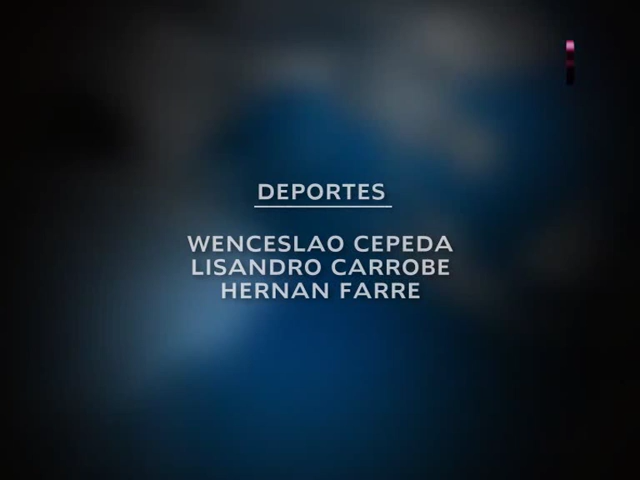 DEPORTES
WENCESLAO CEPEDA
LISANDRO CARROBE
HERNAN FARRE